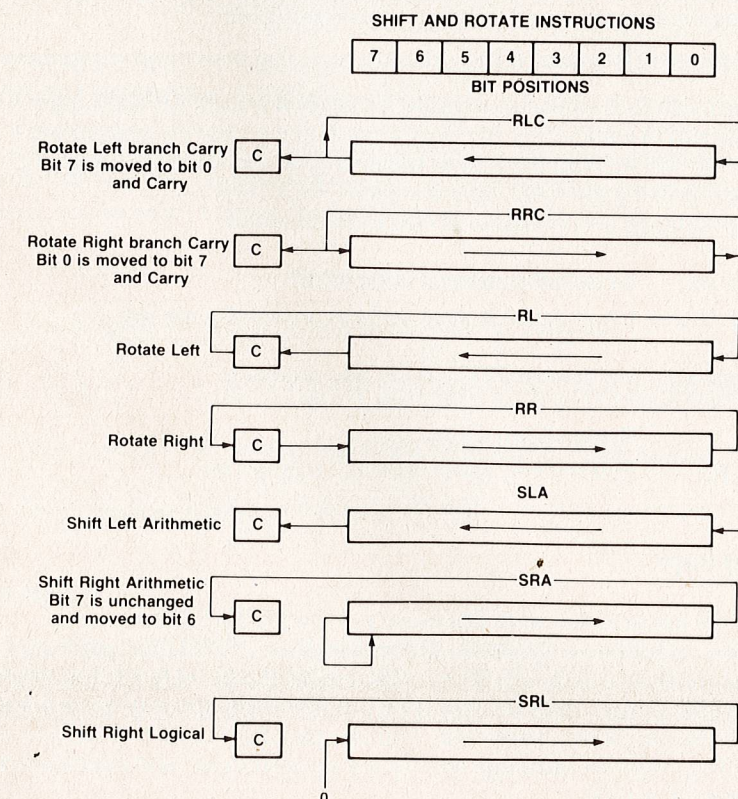 SHIFT AND ROTATE INSTRUCTIONS
7 6 5 4 3 2 1 0
BIT POSITIONS
RLC
Rotate Left branch Carry
Bit 7 is moved to bit 0
and Carry
C
RRC
Rotate Right branch Carry
Bit 0 is moved to bit 7
and Carry
C
RL
Rotate Left
C
RR
Rotate Right
C
SLA
Shift Left Arithmetic
C
SRA
Shift Right Arithmetic
Bit 7 is unchanged
and moved to bit 6
C
SRL
Shift Right Logical
C
0